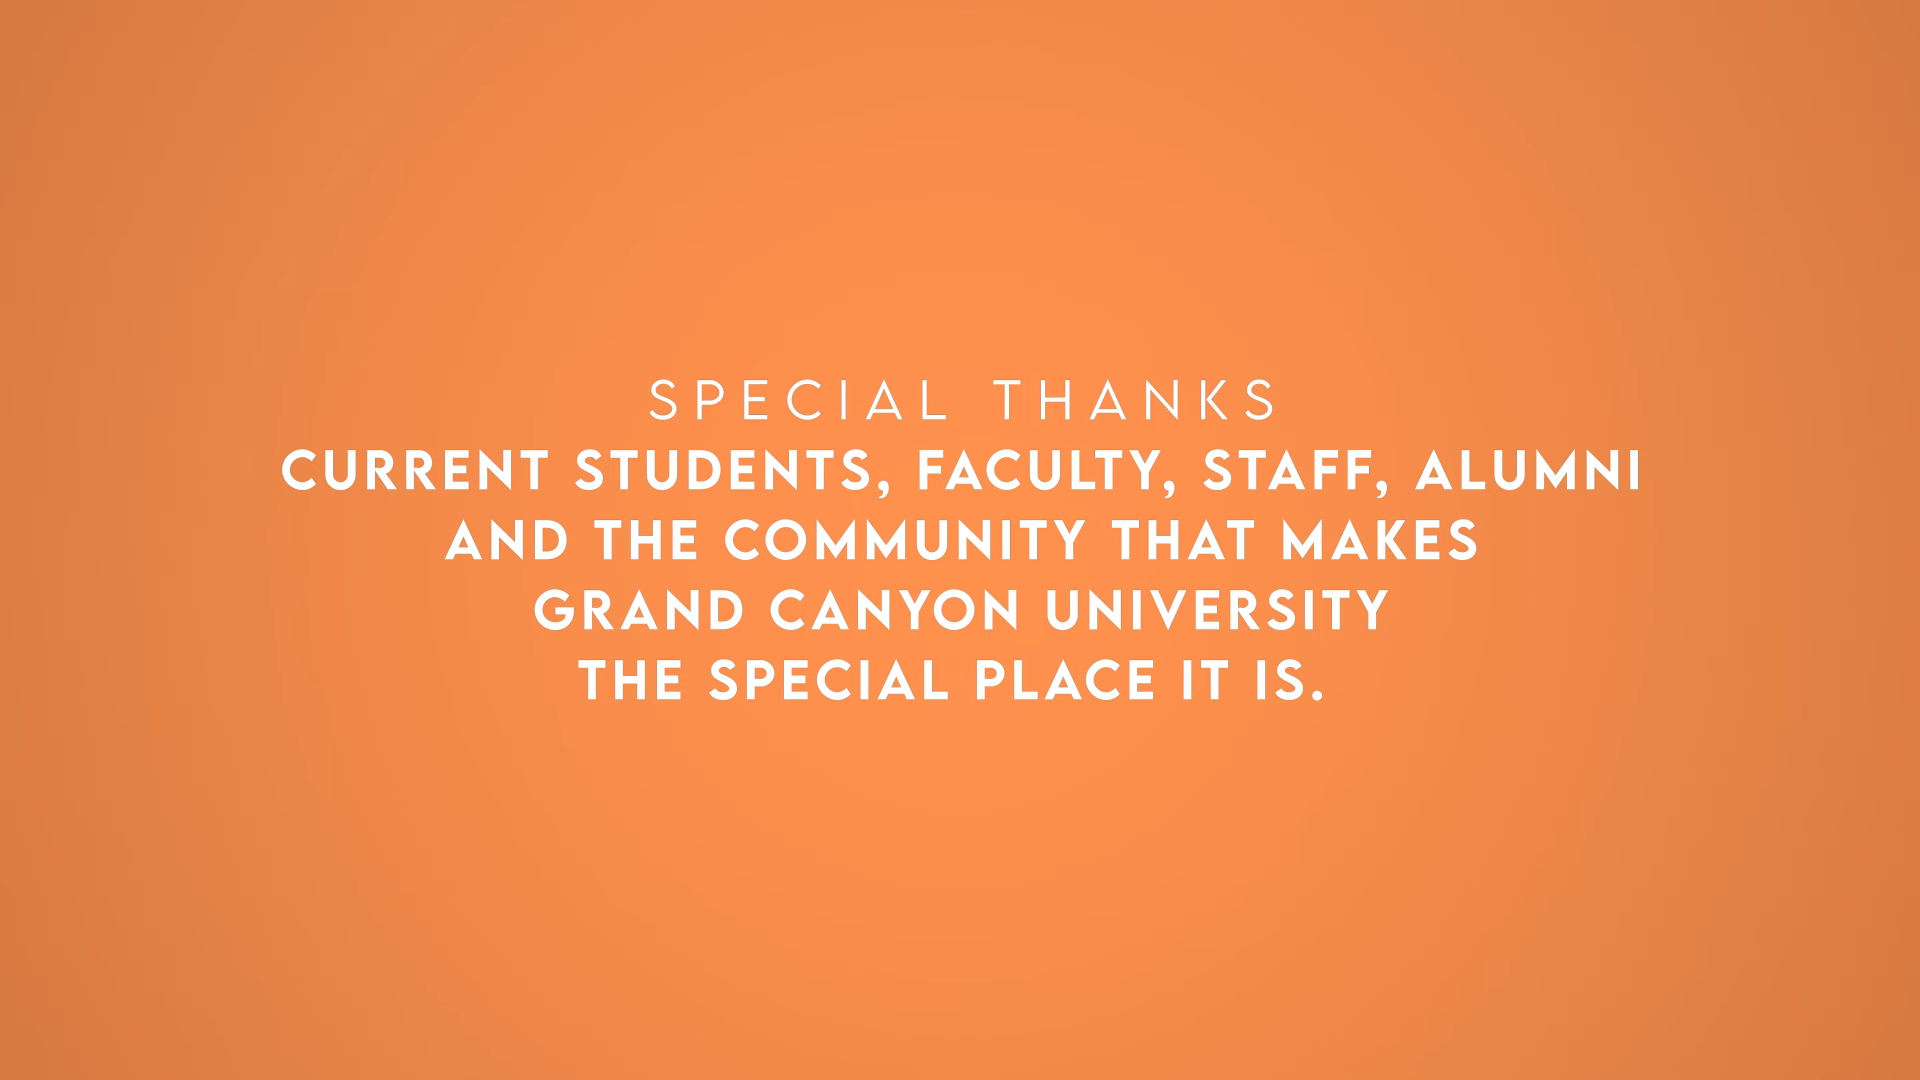 SPECIAL THANKS
CURRENT STUDENTS, FACULTY, STAFF, ALUMNI
AND THE COMMUNITY THAT MAKES
GRAND CANYON UNIVERSITY
THE SPECIAL PLACE IT IS.